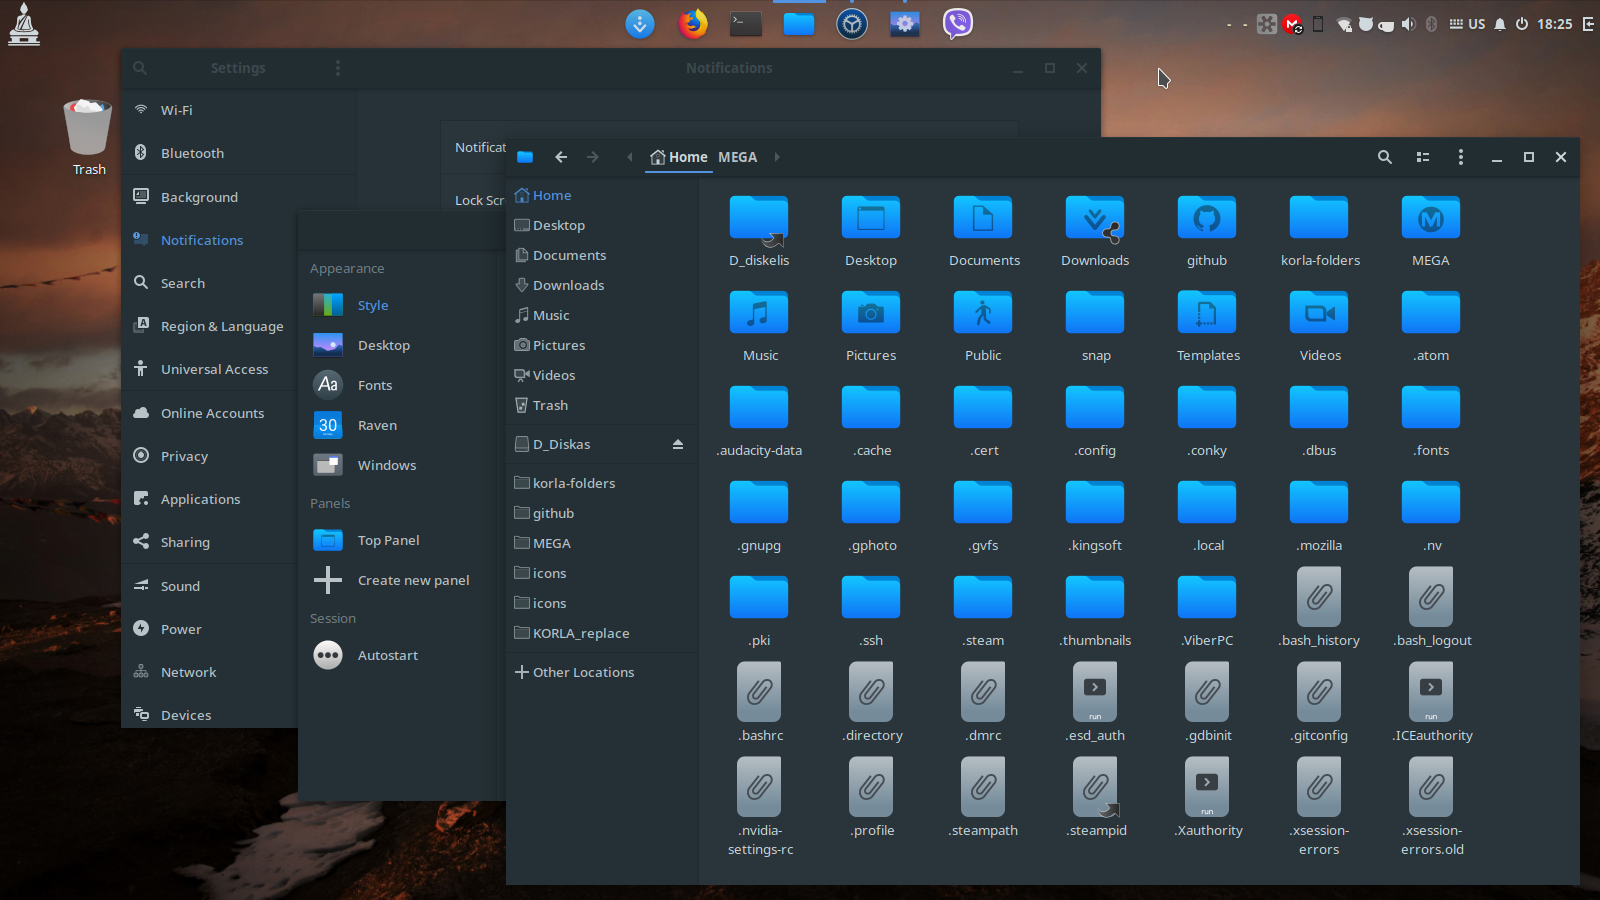 - - US 18:25
Trash
Settings
Notifications
Wi-Fi
Bluetooth
Background
Notifications
Search
Region & Language
Universal Access
Online Accounts
Privacy
Applications
Sharing
Sound
Power
Network
Devices
Notificat
Lock Scr
Appearance
Style
Desktop
Aa Fonts
30 Raven
Windows
Panels
Top Panel
Create new panel
Session
Autostart
Home MEGA
Home
Desktop
Documents
Downloads
Music
Pictures
Videos
Trash
D_Diskas
korla-folders
github
MEGA
icons
icons
KORLA_replace
Other Locations
D_diskelis Desktop Documents Downloads github korla-folders MEGA
Music Pictures Public snap Templates Videos .atom
.audacity-data .cache .cert .config .conky .dbus .fonts
.gnupg .gphoto .gvfs .kingsoft .local .mozilla .nv
.pki .ssh .steam .thumbnails .ViberPC .bash_history .bash_logout
run run
.bashrc .directory .dmrc .esd_auth .gdbinit .gitconfig .ICEauthority
run
.nvidia- .profile .steampath .steampid .Xauthority .xsession- .xsession-
settings-rc errors errors.old